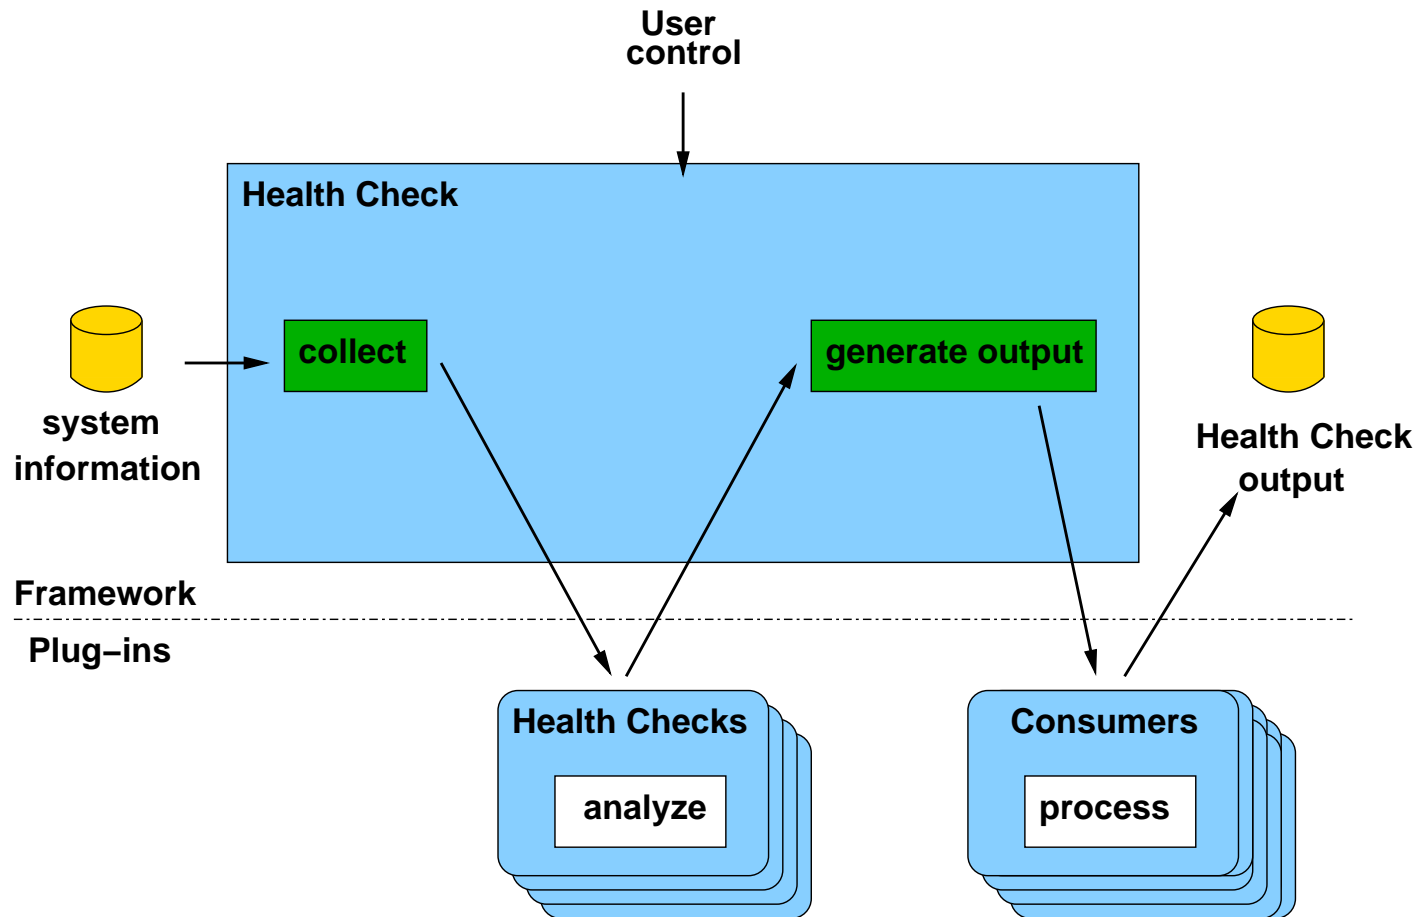 User
control
Health Check
collect
generate output
system
information
Health Check
output
Framework
Plug−ins
Health Checks
Consumers
analyze
process